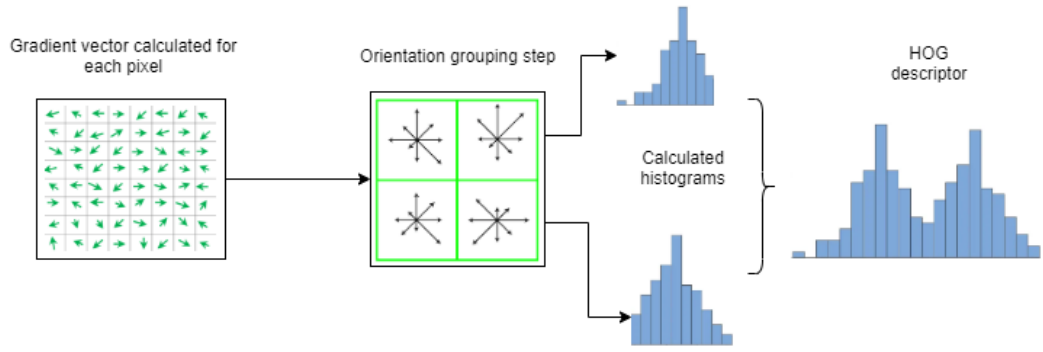 Gradient vector calculated for
each pixel
Orientation grouping step
Calculated
histograms
HOG
descriptor